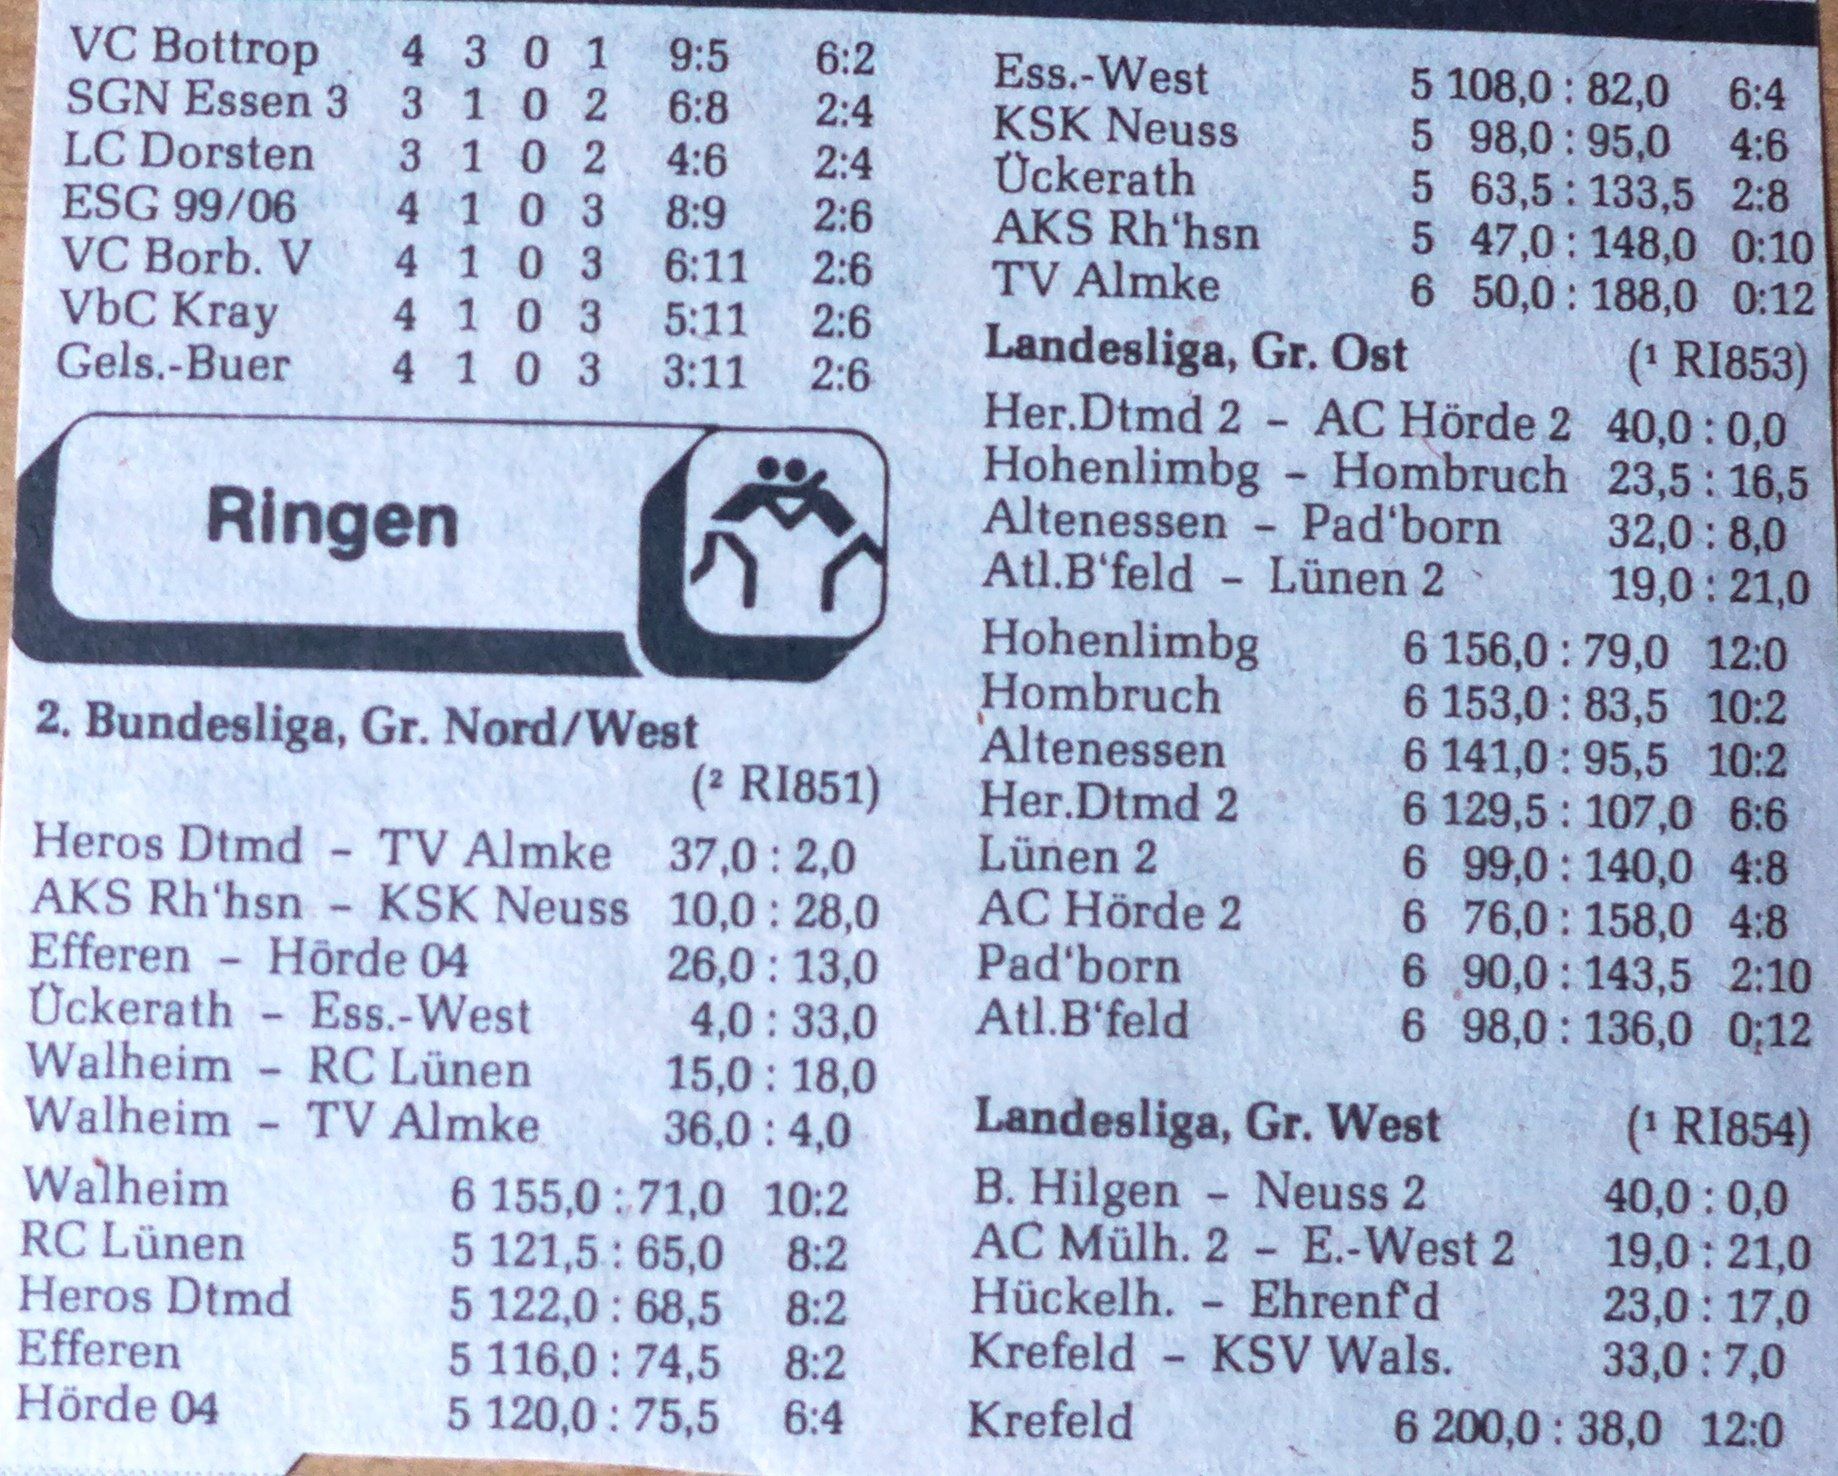 VC Bottrop 4 3 0 1 9:5 6:2
SGN Essen 3 3 1 0 2 6:8 2:4
LC Dorsten 3 1 0 2 4:6 2:4
ESG 99/06 4 1 0 3 8:9 2:6
VC Borb. V 4 1 0 3 6:11 2:6
VbC Kray 4 1 0 3 5:11 2:6
Gels.-Buer 4 1 0 3 3:11 2:6
Ringen
2. Bundesliga, Gr. Nord/West
(² RI851)
Heros Dtmd – TV Almke 37,0 : 2,0
AKS Rh'hsn – KSK Neuss 10,0 : 28,0
Efferen – Hörde 04 26,0 : 13,0
Ückerath – Ess.-West 4,0 : 33,0
Walheim – RC Lünen 15,0 : 18,0
Walheim – TV Almke 36,0 : 4,0
Walheim 6 155,0 : 71,0 10:2
RC Lünen 5 121,5 : 65,0 8:2
Heros Dtmd 5 122,0 : 68,5 8:2
Efferen 5 116,0 : 74,5 8:2
Hörde 04 5 120,0 : 75,5 6:4
Ess.-West 5 108,0 : 82,0 6:4
KSK Neuss 5 98,0 : 95,0 4:6
Ückerath 5 63,5 : 133,5 2:8
AKS Rh'hsn 5 47,0 : 148,0 0:10
TV Almke 6 50,0 : 188,0 0:12
Landesliga, Gr. Ost (¹ RI853)
Her.Dtmd 2 – AC Hörde 2 40,0 : 0,0
Hohenlimbg – Hombruch 23,5 : 16,5
Altenessen – Pad'born 32,0 : 8,0
Atl.B'feld – Lünen 2 19,0 : 21,0
Hohenlimbg 6 156,0 : 79,0 12:0
Hombruch 6 153,0 : 83,5 10:2
Altenessen 6 141,0 : 95,5 10:2
Her.Dtmd 2 6 129,5 : 107,0 6:6
Lünen 2 6 99,0 : 140,0 4:8
AC Hörde 2 6 76,0 : 158,0 4:8
Pad'born 6 90,0 : 143,5 2:10
Atl.B'feld 6 98,0 : 136,0 0:12
Landesliga, Gr. West (¹ RI854)
B. Hilgen – Neuss 2 40,0 : 0,0
AC Mülh. 2 – E.-West 2 19,0 : 21,0
Hückelh. – Ehrenf'd 23,0 : 17,0
Krefeld – KSV Wals. 33,0 : 7,0
Krefeld 6 200,0 : 38,0 12:0